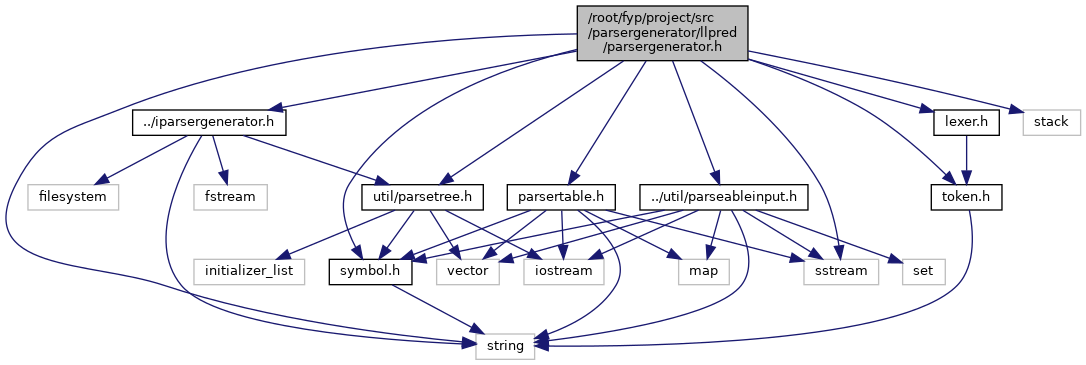 /root/fyp/project/src
/parsergenerator/llpred
/parsergenerator.h
../iparsergenerator.h
lexer.h
stack
filesystem
fstream
util/parsetree.h
parsertable.h
../util/parseableinput.h
token.h
initializer_list
symbol.h
vector
iostream
map
sstream
set
string